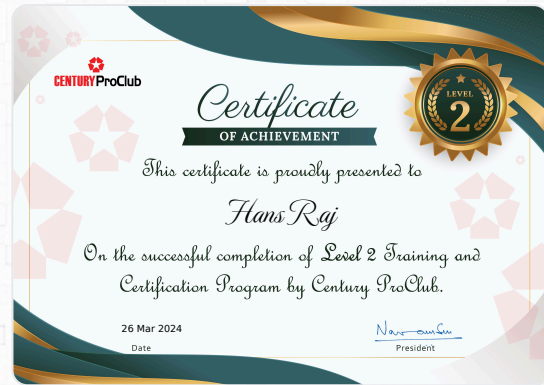 CENTURY ProClub
Certificate
OF ACHIEVEMENT
LEVEL
2
This certificate is proudly presented to
Hans Raj
On the successful completion of Level 2 Training and
Certification Program by Century ProClub.
26 Mar 2024
Date
President